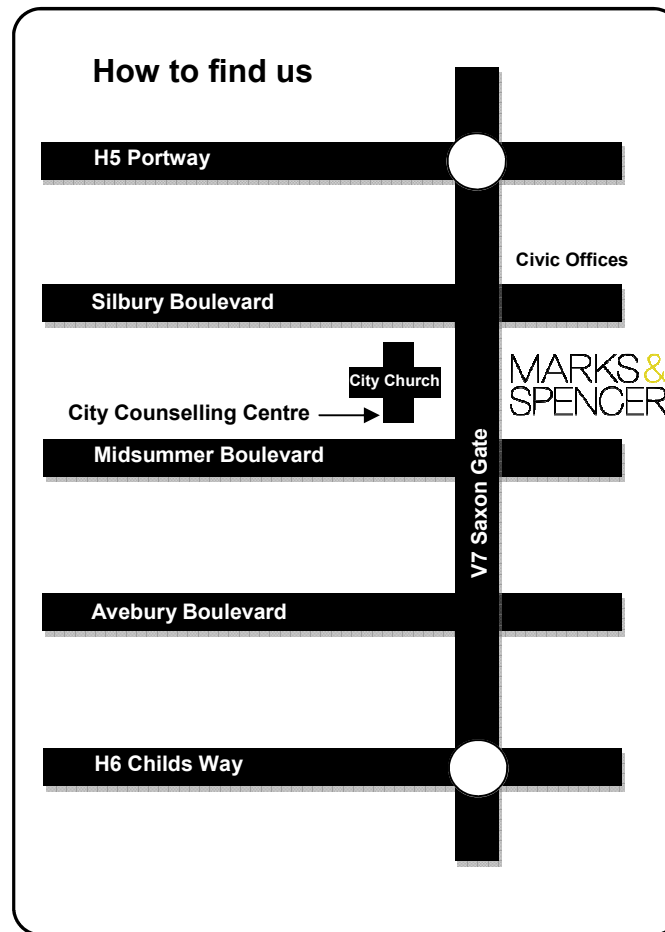 How to find us
H5 Portway
Civic Offices
Silbury Boulevard
City Church
MARKS &
SPENCER
City Counselling Centre
Midsummer Boulevard
V7 Saxon Gate
Avebury Boulevard
H6 Childs Way